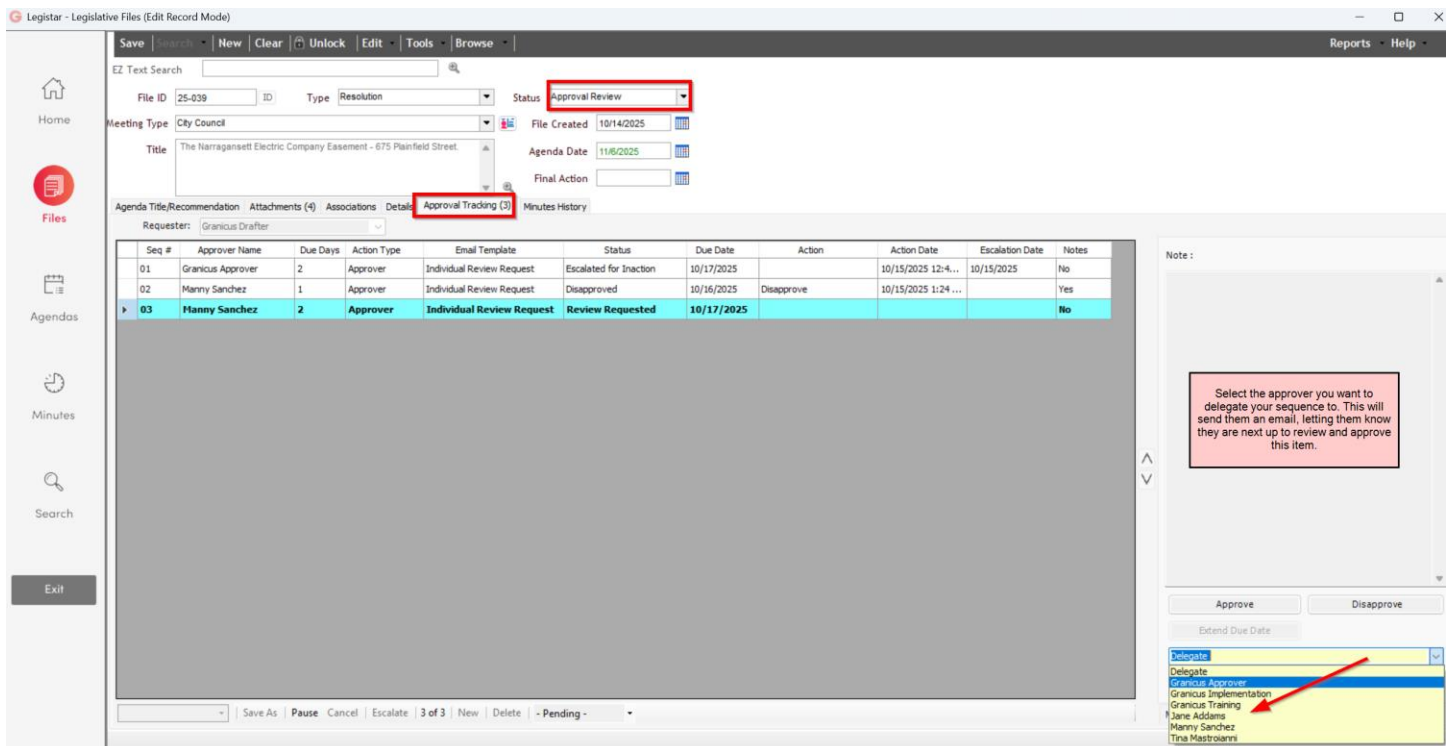 Legistar - Legislative Files (Edit Record Mode)
Save Search New Clear Unlock Edit Tools Browse Reports Help
EZ Text Search
File ID 25-039 ID Type Resolution Status Approval Review
Meeting Type City Council File Created 10/14/2025
Title The Narragansett Electric Company Easement - 675 Plainfield Street. Agenda Date 11/6/2025
Final Action
Agenda Title/Recommendation Attachments (4) Associations Details Approval Tracking (3) Minutes History
Requester: Granicus Drafter
Seq # Approver Name Due Days Action Type Email Template Status Due Date Action Action Date Escalation Date Notes
01 Granicus Approver 2 Approver Individual Review Request Escalated for Inaction 10/17/2025 10/15/2025 12:4... 10/15/2025 No
02 Manny Sanchez 1 Approver Individual Review Request Disapproved 10/16/2025 Disapprove 10/15/2025 1:24 ... Yes
03 Manny Sanchez 2 Approver Individual Review Request Review Requested 10/17/2025 No
Home
Files
Agendas
Minutes
Search
Exit
Note :
Select the approver you want to
delegate your sequence to. This will
send them an email, letting them know
they are next up to review and approve
this item.
Approve Disapprove
Extend Due Date
Delegate
Delegate
Granicus Approver
Granicus Implementation
Granicus Training
Jane Addams
Manny Sanchez
Tina Mastroianni
Save As Pause Cancel Escalate 3 of 3 New Delete - Pending -